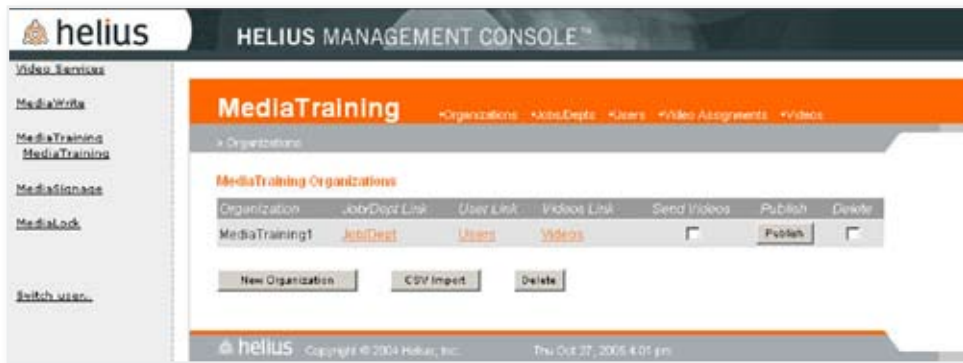 helius
HELIUS MANAGEMENT CONSOLE™
Video Services
MediaWrite
MediaTraining
MediaTraining
MediaSignage
MediaLock
Switch user..
MediaTraining
•Organizations •Jobs/Depts •Users •Video Assignments •Videos
» Organizations
MediaTraining Organizations
Organization Job/Dept Link User Link Videos Link Send Videos Publish Delete
MediaTraining1 Job/Dept Users Videos Publish
New Organization CSV Import Delete
helius Copyright © 2004 Helius, Inc. Thu Oct 27, 2005 4:01 pm